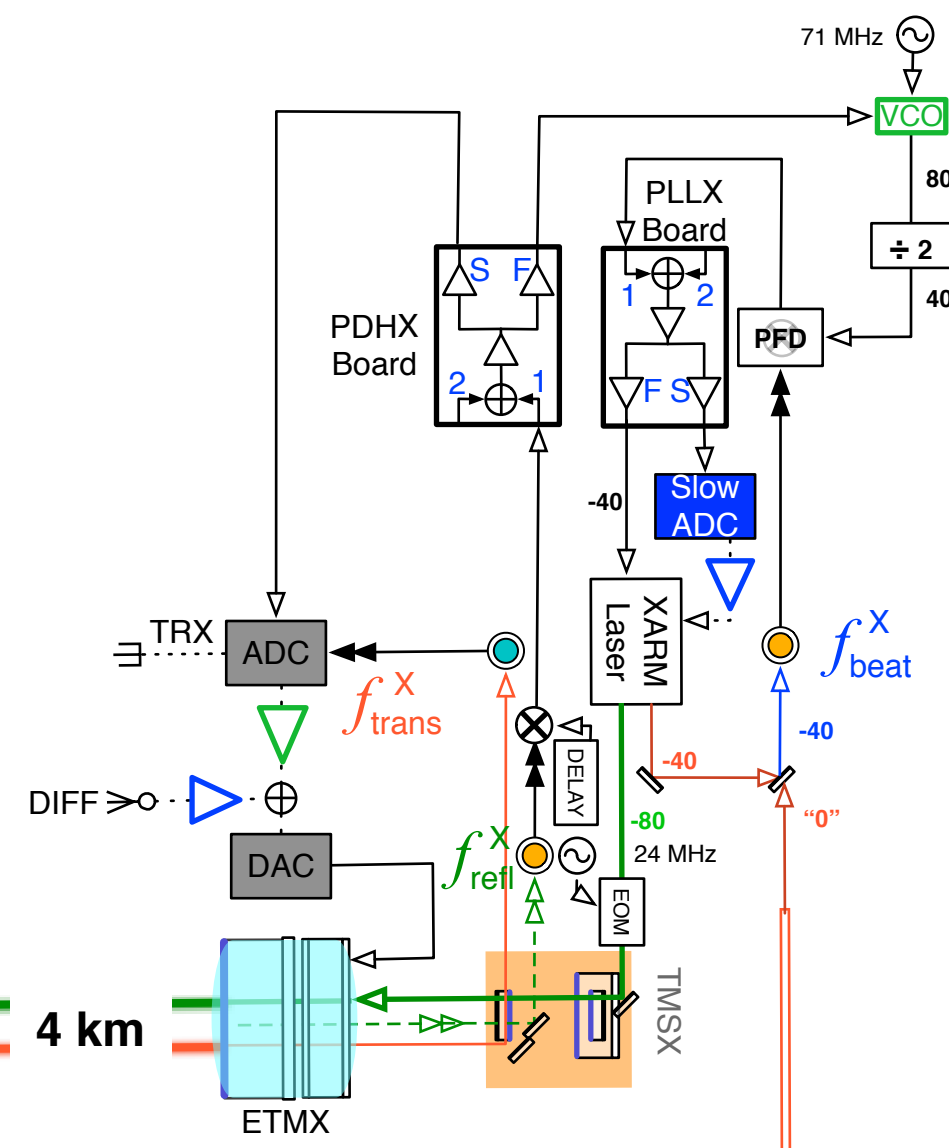 71 MHz
VCO
80
÷ 2
40
PLLX
Board
S F
1 2
PDHX
Board
PFD
2 1
F S
Slow
ADC
-40
XARM
Laser
TRX
ADC
f X trans
f X beat
-40
-40
DELAY
DIFF
-80
"0"
24 MHz
f X refl
DAC
EOM
TMSX
4 km
ETMX